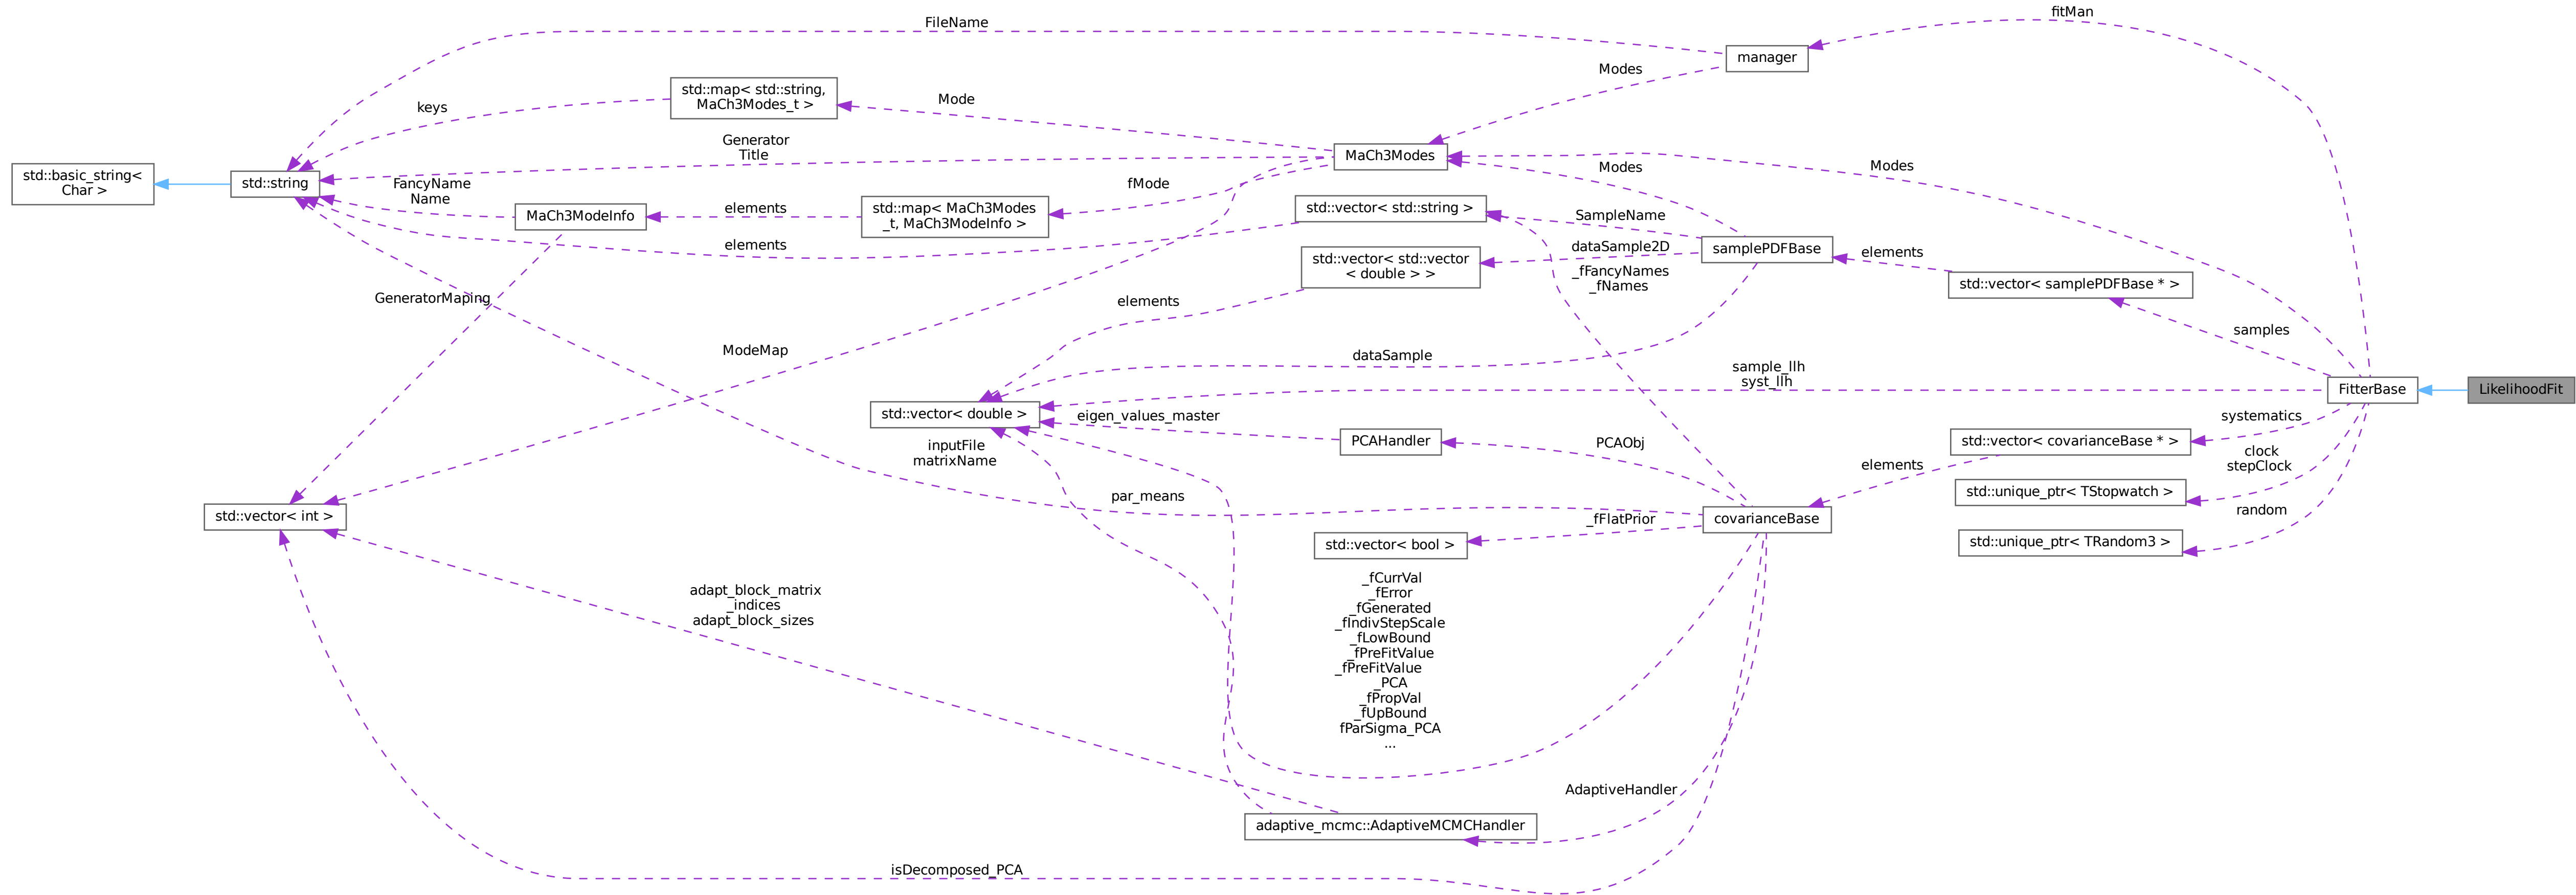 fitMan
FileName
manager
Modes
std::map< std::string,
MaCh3Modes_t >
Mode
keys
Generator
Title
MaCh3Modes
Modes
Modes
std::basic_string<
Char >
std::string
FancyName
Name
fMode
MaCh3ModeInfo
elements
std::map< MaCh3Modes
_t, MaCh3ModeInfo >
std::vector< std::string >
SampleName
elements
samplePDFBase
elements
dataSample2D
std::vector< std::vector
< double > >
_fFancyNames
_fNames
std::vector< samplePDFBase * >
GeneratorMaping
elements
samples
ModeMap
dataSample
sample_llh
syst_llh
FitterBase
LikelihoodFit
std::vector< double >
eigen_values_master
systematics
PCAHandler
PCAObj
std::vector< covarianceBase * >
inputFile
matrixName
clock
stepClock
elements
std::unique_ptr< TStopwatch >
par_means
random
std::vector< int >
covarianceBase
_fFlatPrior
std::vector< bool >
std::unique_ptr< TRandom3 >
_fCurrVal
_fError
_fGenerated
_fIndivStepScale
_fLowBound
_fPreFitValue
_fPreFitValue
_PCA
_fPropVal
_fUpBound
fParSigma_PCA
...
adapt_block_matrix
_indices
adapt_block_sizes
AdaptiveHandler
adaptive_mcmc::AdaptiveMCMCHandler
isDecomposed_PCA